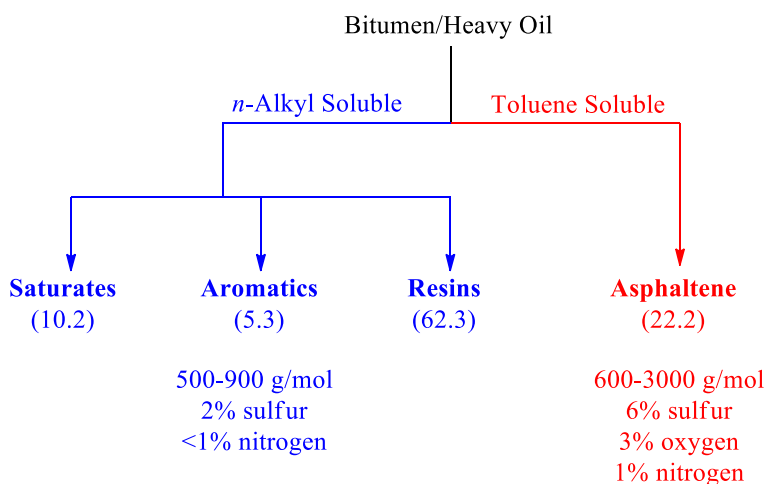 Bitumen/Heavy Oil
n-Alkyl Soluble
Toluene Soluble
Saturates
(10.2)
Aromatics
(5.3)
Resins
(62.3)
Asphaltene
(22.2)
500-900 g/mol
2% sulfur
<1% nitrogen
600-3000 g/mol
6% sulfur
3% oxygen
1% nitrogen